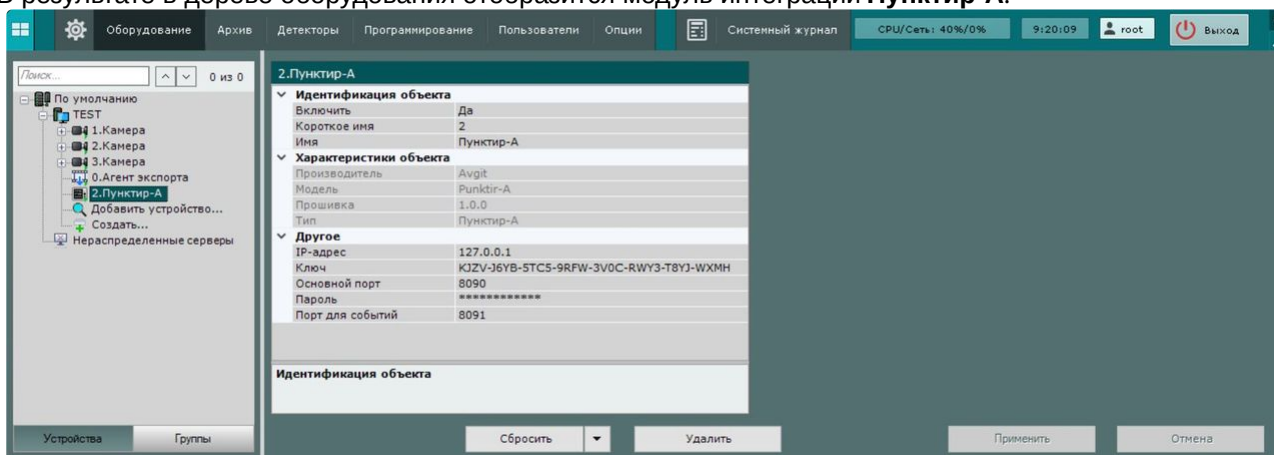 В результате в дерево оборудования отобразится модуль интеграции Пунктир-А.
Оборудование Архив Детекторы Программирование Пользователи Опции Системный журнал CPU/Сеть: 40%/0% 9:20:09 root Выход
Поиск... 0 из 0
По умолчанию
TEST
1.Камера
2.Камера
3.Камера
0.Агент экспорта
2.Пунктир-А
Добавить устройство...
Создать...
Нераспределенные серверы
Устройства Группы
2.Пунктир-А
Идентификация объекта
Включить Да
Короткое имя 2
Имя Пунктир-А
Характеристики объекта
Производитель Avgit
Модель Punktir-A
Прошивка 1.0.0
Тип Пунктир-А
Другое
IP-адрес 127.0.0.1
Ключ KJZV-J6YB-5TC5-9RFW-3V0C-RWY3-T8YJ-WXMH
Основной порт 8090
Пароль ************
Порт для событий 8091
Идентификация объекта
Сбросить Удалить Применить Отмена